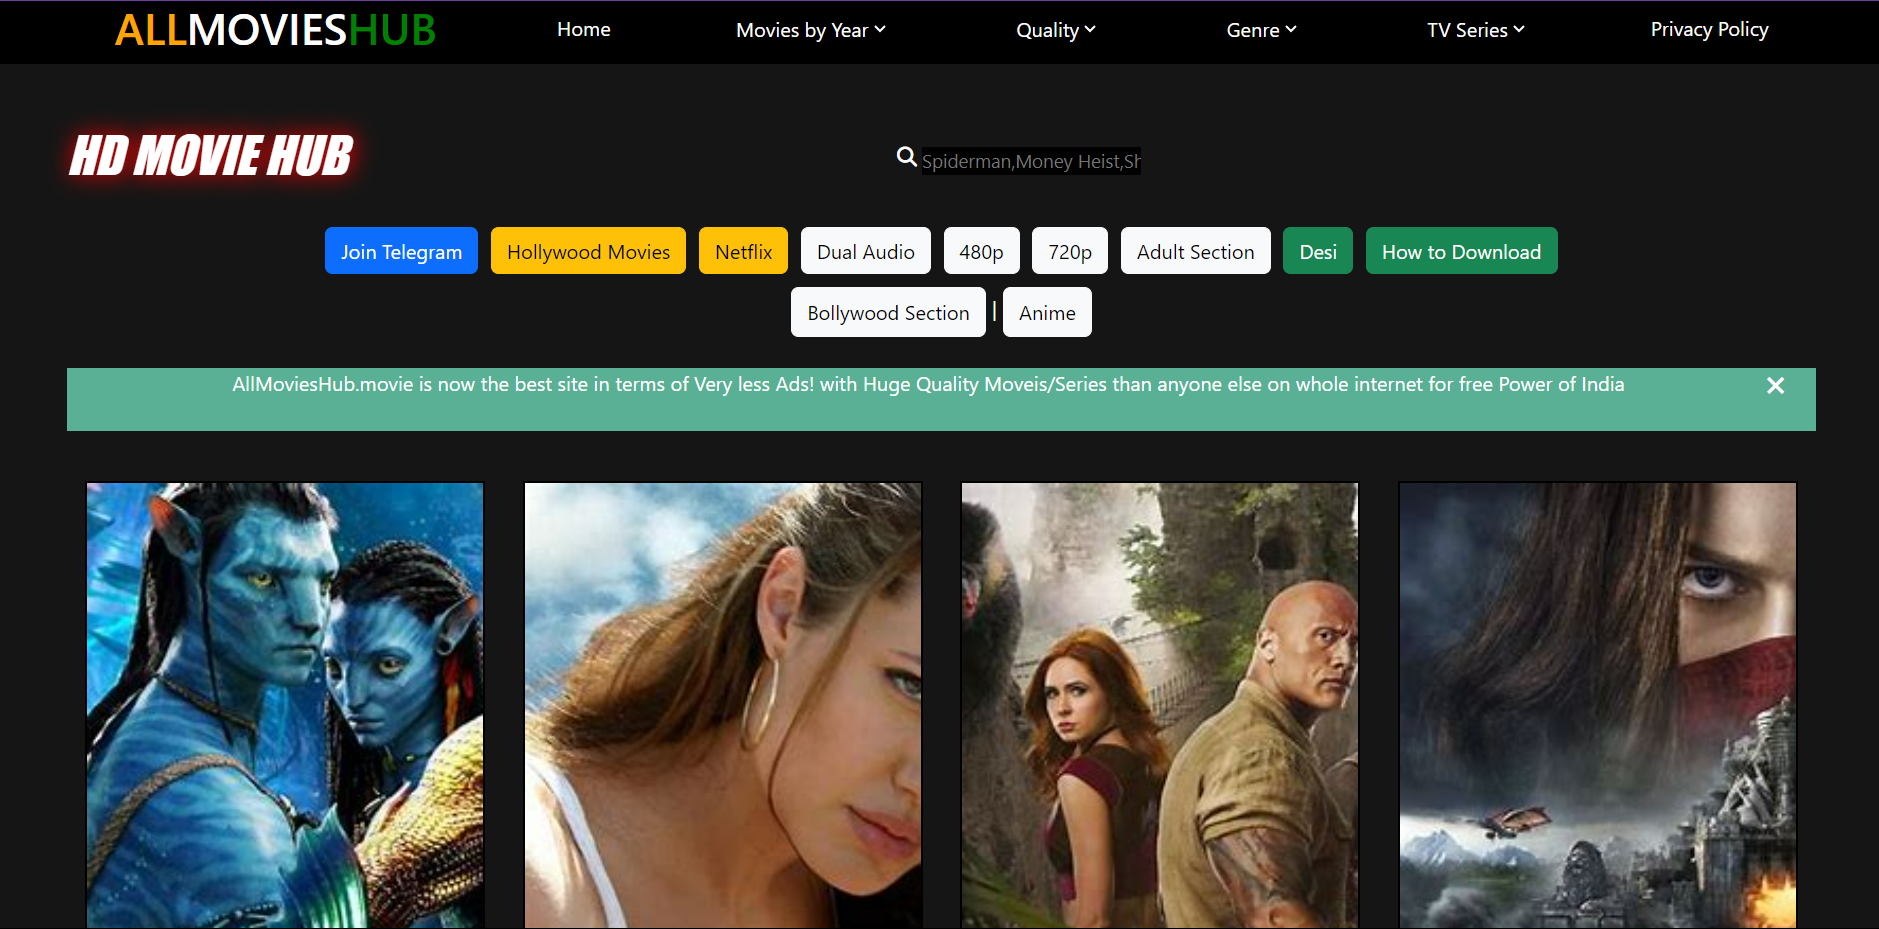 ALLMOVIESHUB Home Movies by Year Quality Genre TV Series Privacy Policy
HD MOVIE HUB
Spiderman,Money Heist,Sh
Join Telegram Hollywood Movies Netflix Dual Audio 480p 720p Adult Section Desi How to Download
Bollywood Section | Anime
AllMoviesHub.movie is now the best site in terms of Very less Ads! with Huge Quality Moveis/Series than anyone else on whole internet for free Power of India